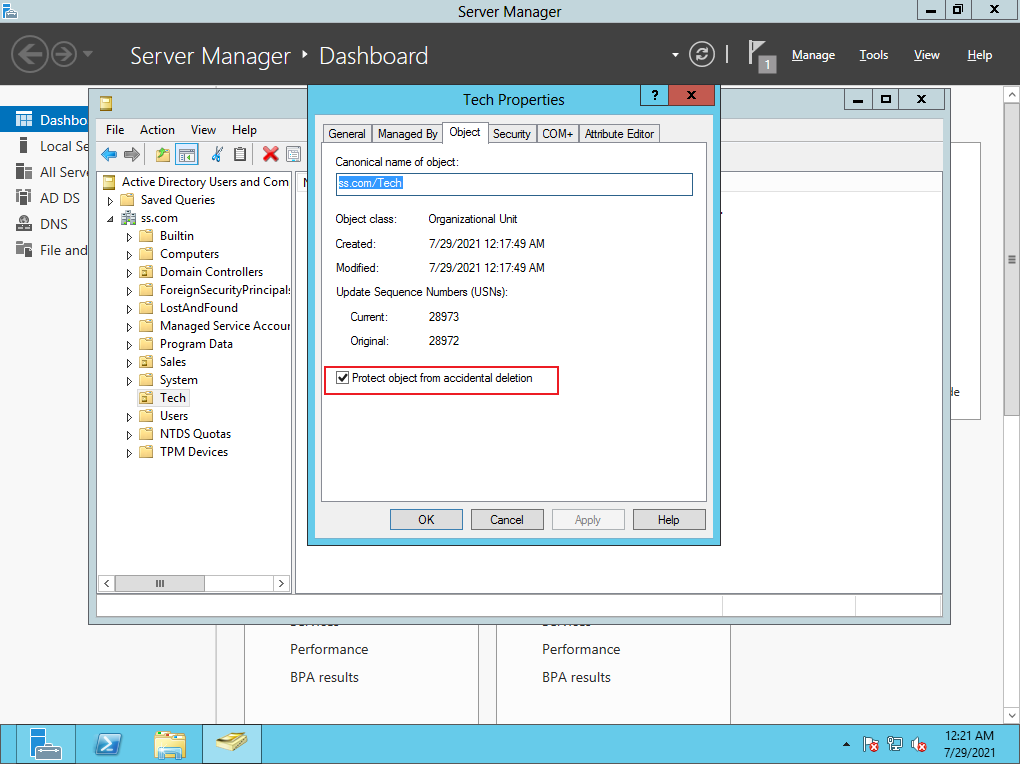 Server Manager
Server Manager ‣ Dashboard
1
Manage Tools View Help
Dashbo
Local Se
All Serve
AD DS
DNS
File and
File Action View Help
Active Directory Users and Com
Saved Queries
ss.com
Builtin
Computers
Domain Controllers
ForeignSecurityPrincipals
LostAndFound
Managed Service Accour
Program Data
Sales
System
Tech
Users
NTDS Quotas
TPM Devices
Tech Properties
?
General Managed By Object Security COM+ Attribute Editor
Canonical name of object:
ss.com/Tech
Object class: Organizational Unit
Created: 7/29/2021 12:17:49 AM
Modified: 7/29/2021 12:17:49 AM
Update Sequence Numbers (USNs):
Current: 28973
Original: 28972
Protect object from accidental deletion
OK Cancel Apply Help
Performance
BPA results
Performance
BPA results
12:21 AM
7/29/2021